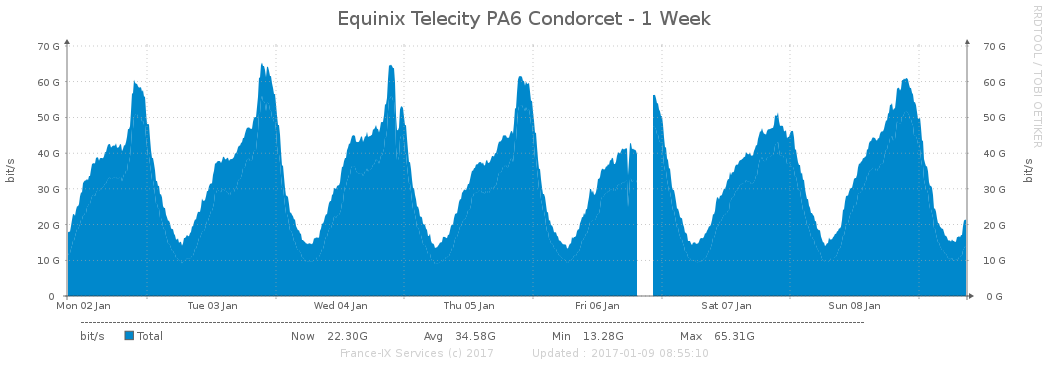 Equinix Telecity PA6 Condorcet - 1 Week
RRDTOOL / TOBI OETIKER
70 G 70 G
60 G 60 G
50 G 50 G
40 G 40 G
bit/s bit/s
30 G 30 G
20 G 20 G
10 G 10 G
0 0 G
Mon 02 Jan Tue 03 Jan Wed 04 Jan Thu 05 Jan Fri 06 Jan Sat 07 Jan Sun 08 Jan
bit/s Total Now 22.30G Avg 34.58G Min 13.28G Max 65.31G
France-IX Services (c) 2017 Updated : 2017-01-09 08:55:10